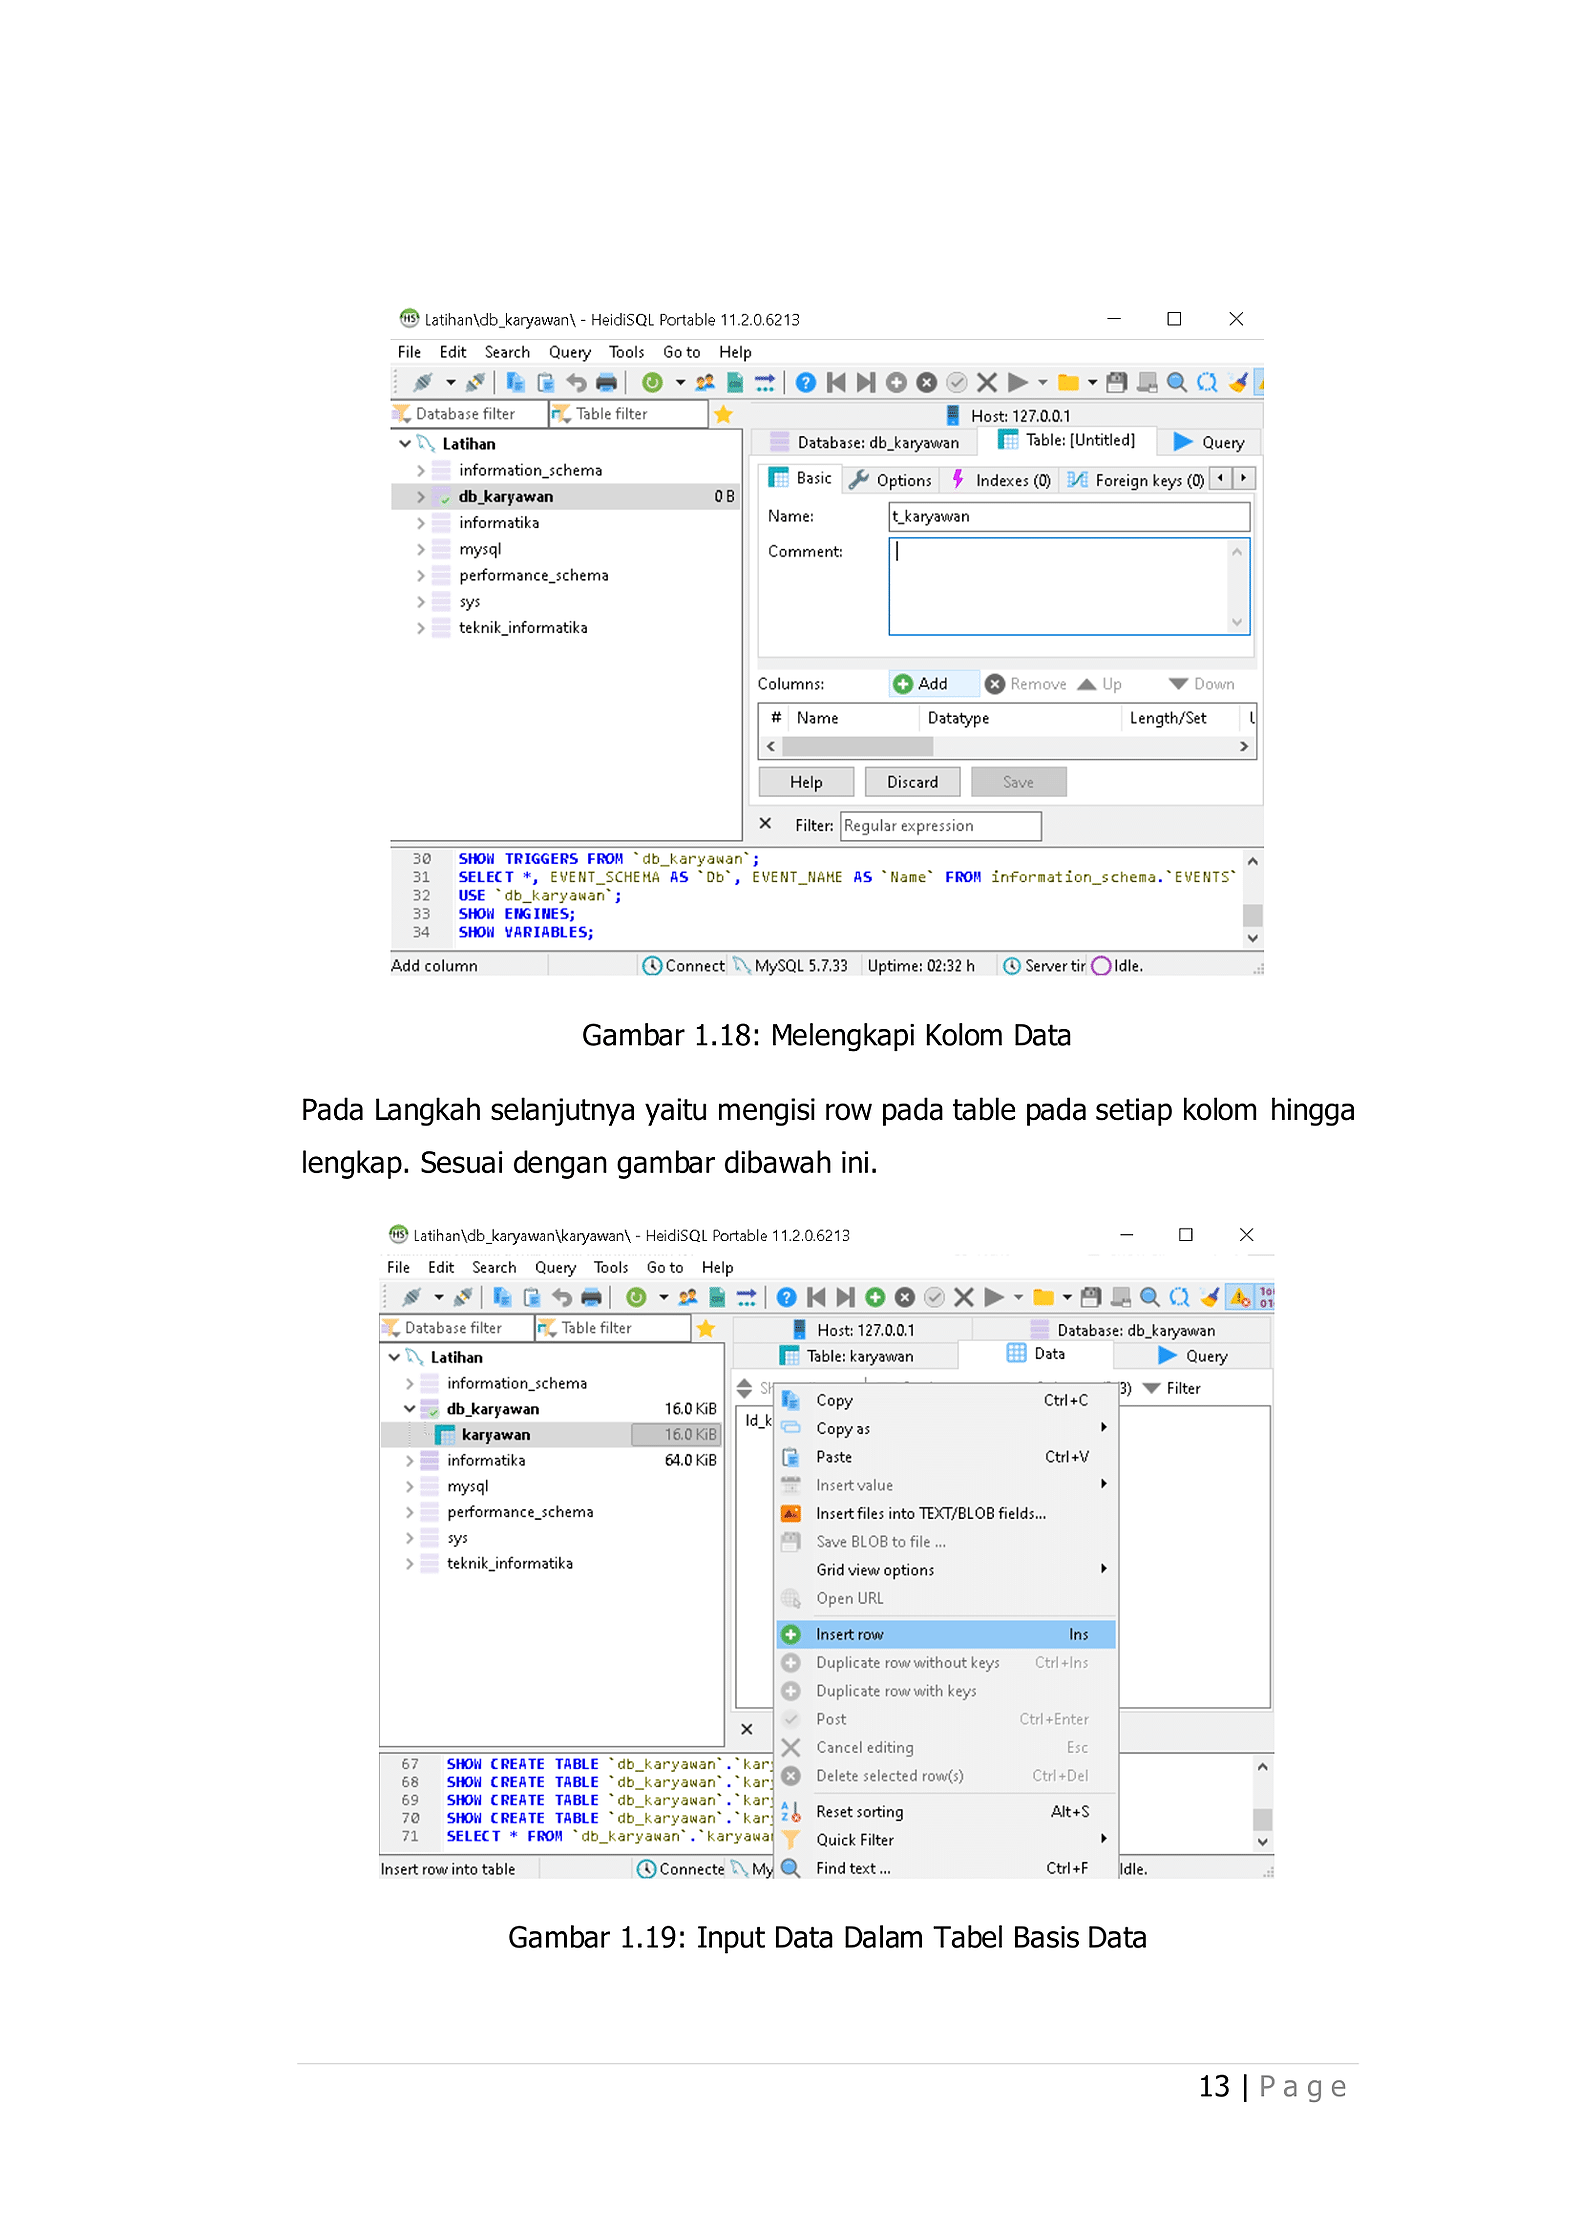 Latihan\db_karyawan\ - HeidiSQL Portable 11.2.0.6213
File Edit Search Query Tools Go to Help
Database filter Table filter Host: 127.0.0.1
Latihan Database: db_karyawan Table: [Untitled] Query
information_schema Basic Options Indexes (0) Foreign keys (0)
db_karyawan 0 B
informatika Name: t_karyawan
mysql Comment:
performance_schema
sys
teknik_informatika
Columns: Add Remove Up Down
# Name Datatype Length/Set
Help Discard Save
Filter: Regular expression
30 SHOW TRIGGERS FROM `db_karyawan`;
31 SELECT *, EVENT_SCHEMA AS `Db`, EVENT_NAME AS `Name` FROM information_schema.`EVENTS`
32 USE `db_karyawan`;
33 SHOW ENGINES;
34 SHOW VARIABLES;
Add column Connect MySQL 5.7.33 Uptime: 02:32 h Server tir Idle.
Gambar 1.18: Melengkapi Kolom Data
Pada Langkah selanjutnya yaitu mengisi row pada table pada setiap kolom hingga
lengkap. Sesuai dengan gambar dibawah ini.
Latihan\db_karyawan\karyawan\ - HeidiSQL Portable 11.2.0.6213
File Edit Search Query Tools Go to Help
Database filter Table filter Host: 127.0.0.1 Database: db_karyawan
Latihan Table: karyawan Data Query
information_schema
db_karyawan 16.0 KiB
karyawan 16.0 KiB
informatika 64.0 KiB
mysql
performance_schema
sys
teknik_informatika
3) Filter
Id_k
Copy Ctrl+C
Copy as
Paste Ctrl+V
Insert value
Insert files into TEXT/BLOB fields...
Save BLOB to file ...
Grid view options
Open URL
Insert row Ins
Duplicate row without keys Ctrl+Ins
Duplicate row with keys
Post Ctrl+Enter
Cancel editing Esc
Delete selected row(s) Ctrl+Del
Reset sorting Alt+S
Quick Filter
Find text ... Ctrl+F
67 SHOW CREATE TABLE `db_karyawan`.`kar
68 SHOW CREATE TABLE `db_karyawan`.`kar
69 SHOW CREATE TABLE `db_karyawan`.`kar
70 SHOW CREATE TABLE `db_karyawan`.`kar
71 SELECT * FROM `db_karyawan`.`karyawa
Insert row into table Connecte My Idle.
Gambar 1.19: Input Data Dalam Tabel Basis Data
13 | Page